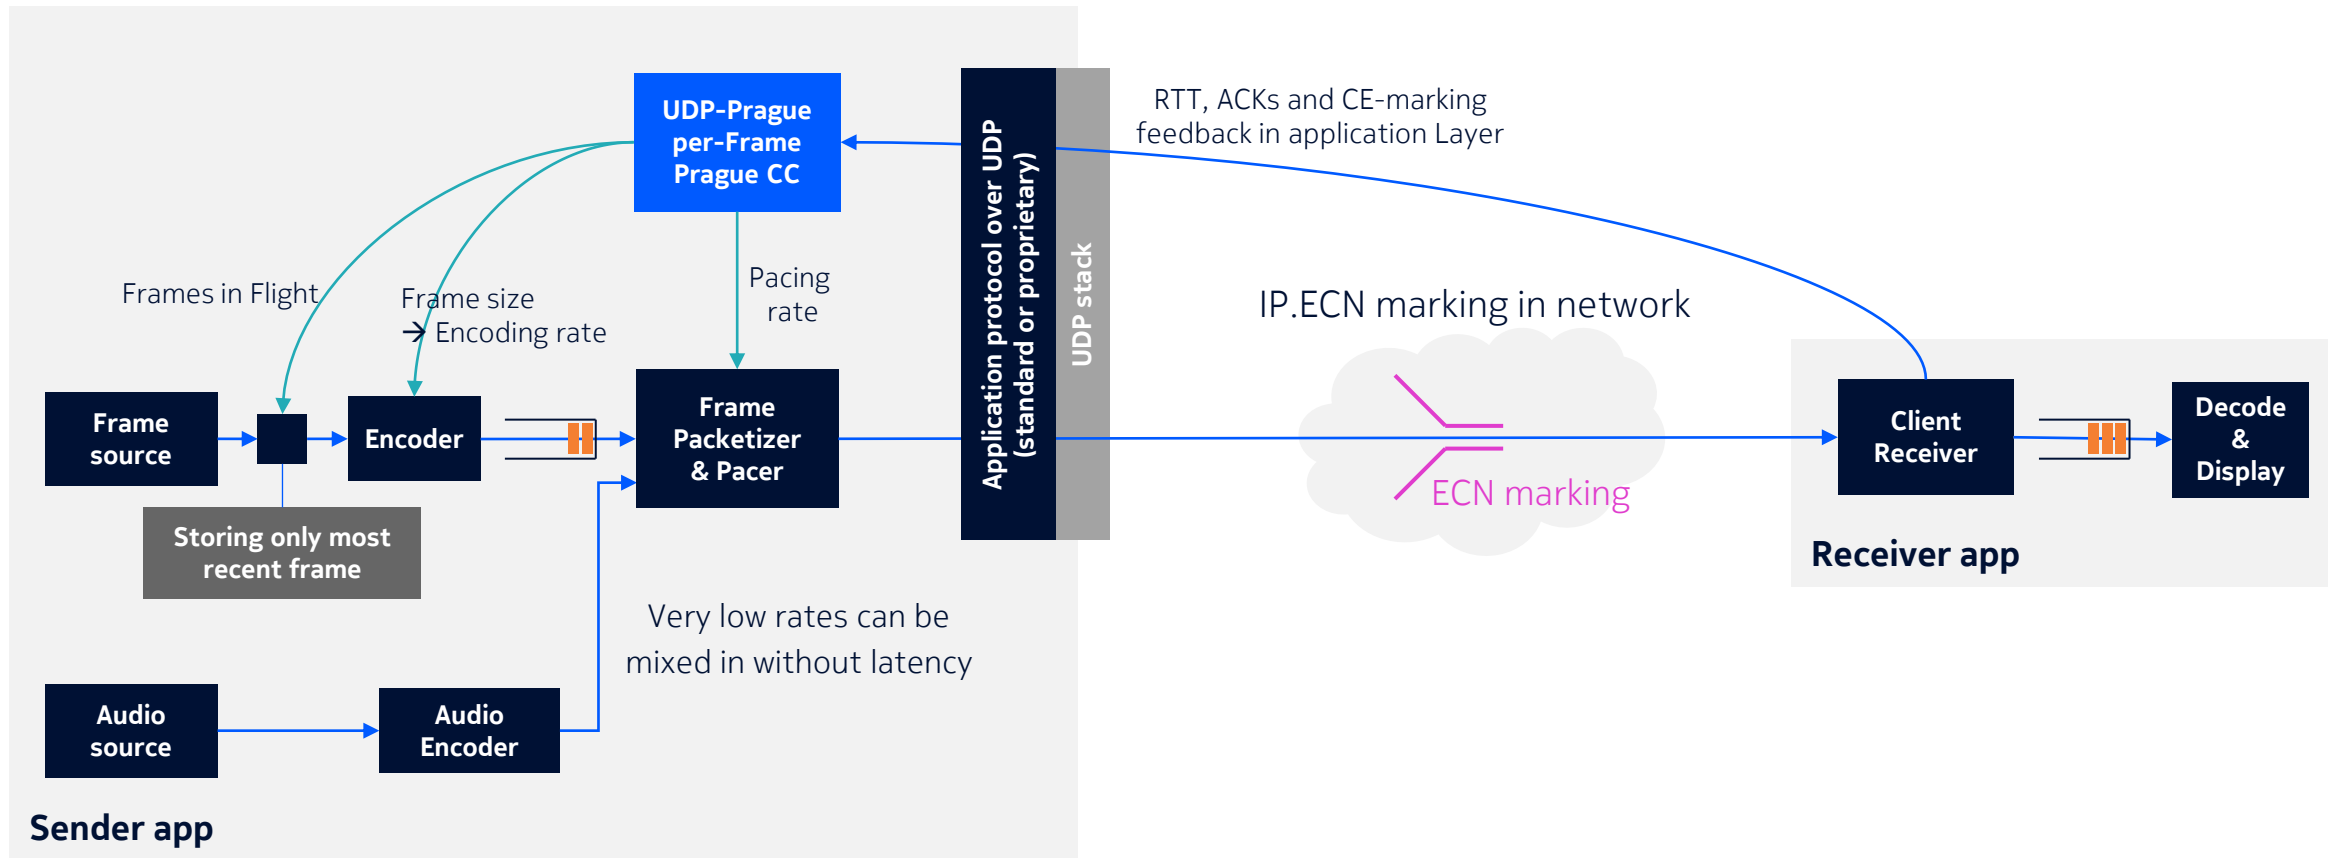 UDP-Prague
per-Frame
Prague CC
Application protocol over UDP
(standard or proprietary)
UDP stack
RTT, ACKs and CE-marking
feedback in application Layer
Frames in Flight
Frame size
→ Encoding rate
Pacing
rate
IP.ECN marking in network
Frame
source
Encoder
Frame
Packetizer
& Pacer
ECN marking
Client
Receiver
Decode
&
Display
Storing only most
recent frame
Receiver app
Very low rates can be
mixed in without latency
Audio
source
Audio
Encoder
Sender app